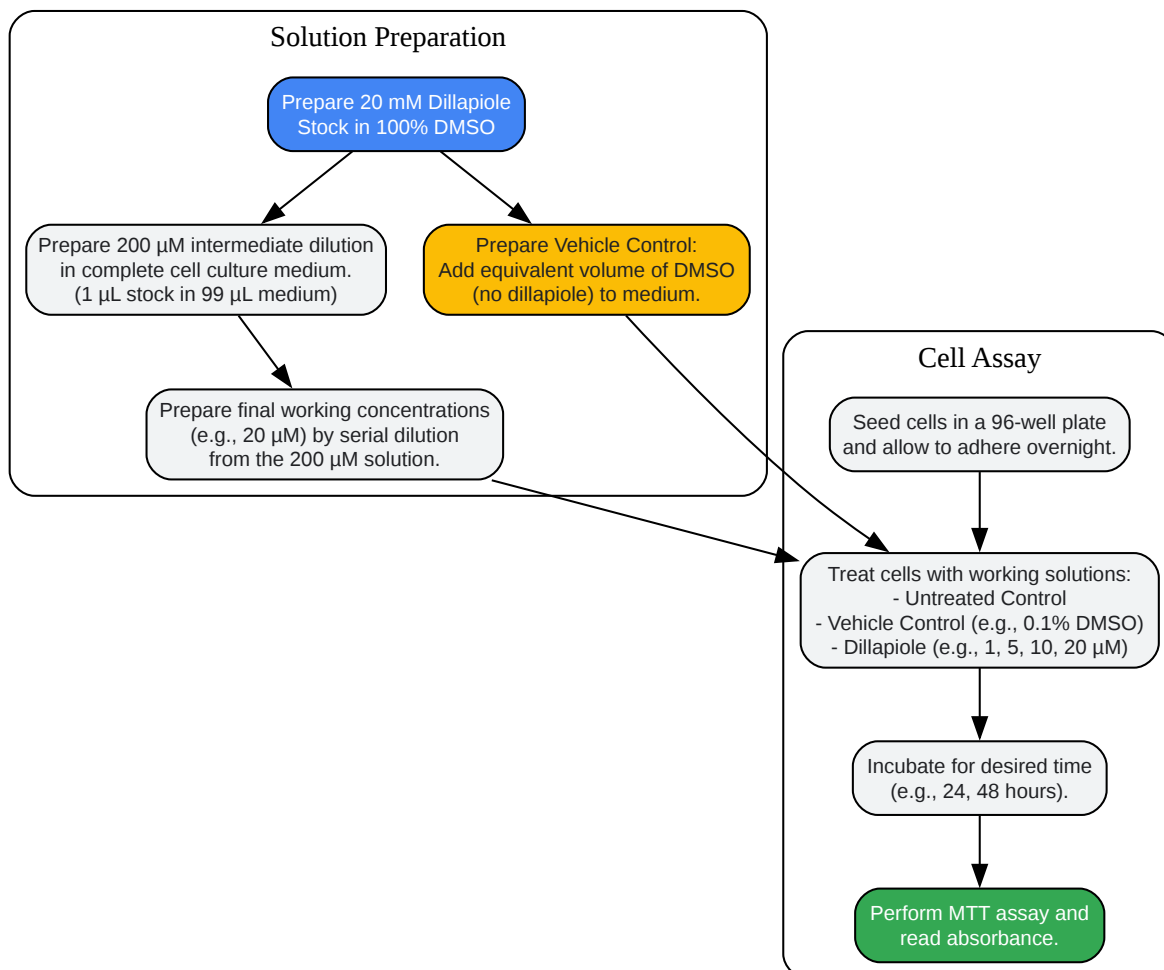 Solution Preparation
Prepare 20 mM Dillapiole
Stock in 100% DMSO
Prepare 200 µM intermediate dilution
in complete cell culture medium.
(1 µL stock in 99 µL medium)
Prepare Vehicle Control:
Add equivalent volume of DMSO
(no dillapiole) to medium.
Prepare final working concentrations
(e.g., 20 µM) by serial dilution
from the 200 µM solution.
Cell Assay
Seed cells in a 96-well plate
and allow to adhere overnight.
Treat cells with working solutions:
- Untreated Control
- Vehicle Control (e.g., 0.1% DMSO)
- Dillapiole (e.g., 1, 5, 10, 20 µM)
Incubate for desired time
(e.g., 24, 48 hours).
Perform MTT assay and
read absorbance.